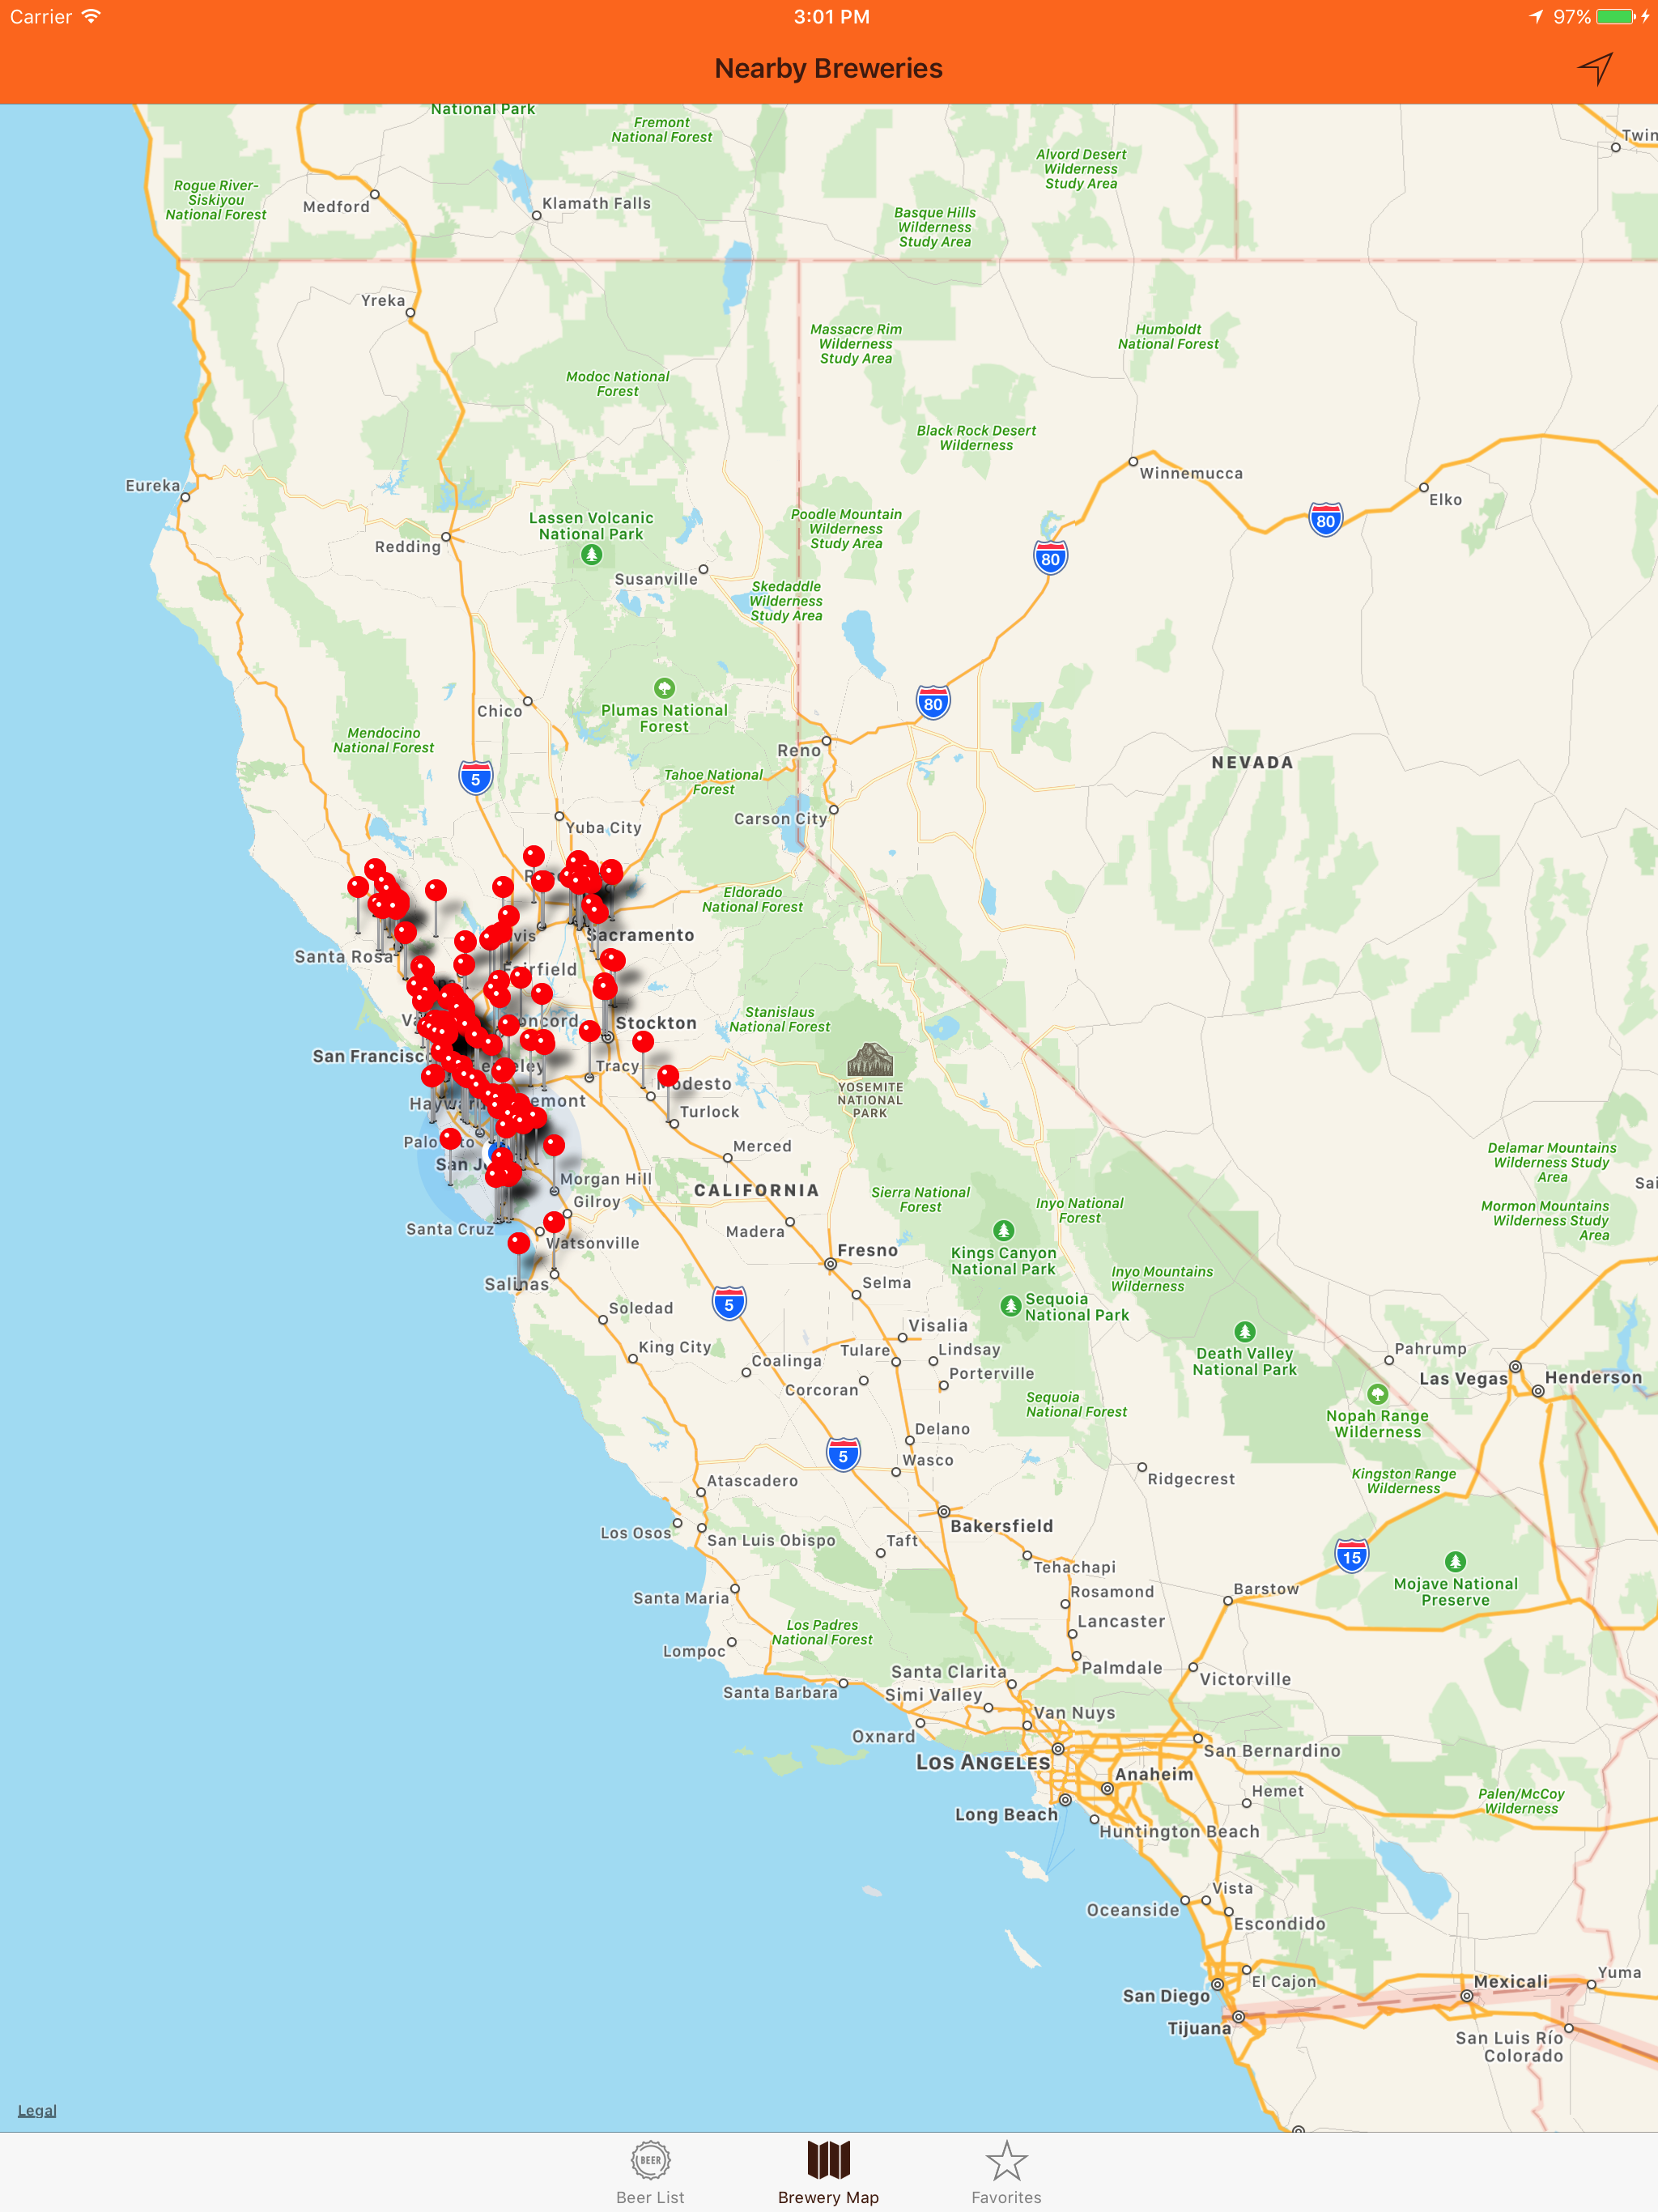 Carrier
3:01 PM
97%
Nearby Breweries
National Park
Fremont
National Forest
Twin
Alvord Desert
Wilderness
Study Area
Rogue River-
Siskiyou
National Forest
Medford
Klamath Falls
Basque Hills
Wilderness
Study Area
Yreka
Massacre Rim
Wilderness
Study Area
Humboldt
National Forest
Modoc National
Forest
Black Rock Desert
Wilderness
Winnemucca
Elko
Eureka
80
80
Lassen Volcanic
National Park
Poodle Mountain
Wilderness
Study Area
Redding
Susanville
Skedaddle
Wilderness
Study Area
80
Plumas National
Forest
Chico
Mendocino
National Forest
Reno
NEVADA
5
Tahoe National
Forest
Carson City
Yuba City
Eldorado
National Forest
Sacramento
Santa Rosa
Fairfield
Stanislaus
National Forest
Stockton
San Francisc
Tracy
Modesto
YOSEMITE
NATIONAL
PARK
Turlock
Merced
Delamar Mountains
Wilderness Study
Area
Morgan Hill
CALIFORNIA
Sierra National
Forest
Inyo National
Forest
Sai
Mormon Mountains
Wilderness Study
Area
Gilroy
Santa Cruz
Watsonville
Madera
Fresno
Kings Canyon
National Park
Salinas
Selma
Inyo Mountains
Wilderness
5
Sequoia
National Park
Soledad
Visalia
Death Valley
National Park
King City
Tulare
Lindsay
Pahrump
Coalinga
Porterville
Las Vegas
Henderson
Corcoran
Sequoia
National Forest
Nopah Range
Wilderness
Delano
5
Wasco
Atascadero
Ridgecrest
Kingston Range
Wilderness
Los Osos
San Luis Obispo
Bakersfield
Taft
15
Tehachapi
Mojave National
Preserve
Santa Maria
Rosamond
Barstow
Los Padres
National Forest
Lancaster
Lompoc
Palmdale
Santa Clarita
Victorville
Santa Barbara
Simi Valley
Van Nuys
Oxnard
San Bernardino
LOS ANGELES
Anaheim
Hemet
Palen/McCoy
Wilderness
Long Beach
Huntington Beach
Vista
Oceanside
Escondido
Yuma
El Cajon
Mexicali
San Diego
Tijuana
San Luis Río
Colorado
Legal
BEER
Beer List
Brewery Map
Favorites